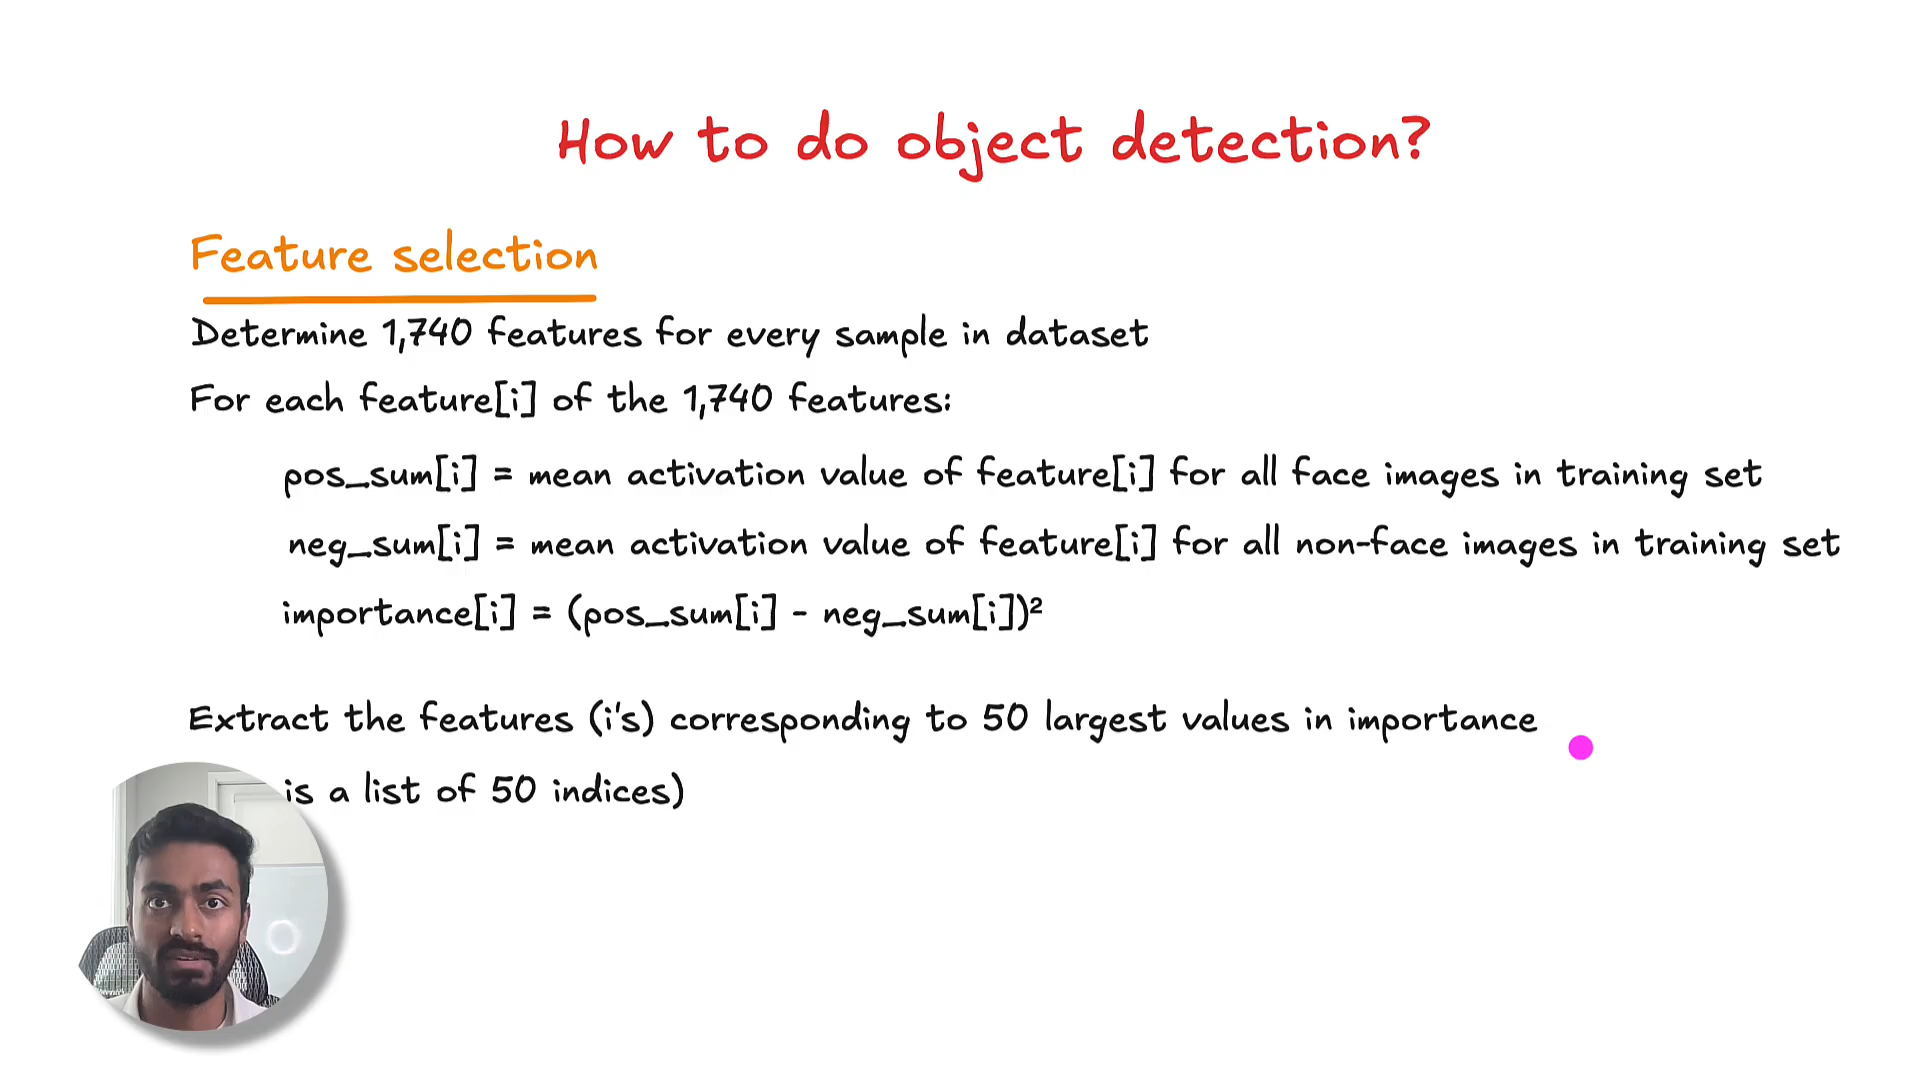 How to do object detection?
Feature selection
Determine 1,740 features for every sample in dataset
For each feature[i] of the 1,740 features:
pos_sum[i] = mean activation value of feature[i] for all face images in training set
neg_sum[i] = mean activation value of feature[i] for all non-face images in training set
importance[i] = (pos_sum[i] - neg_sum[i])²
Extract the features (i's) corresponding to 50 largest values in importance
is a list of 50 indices)